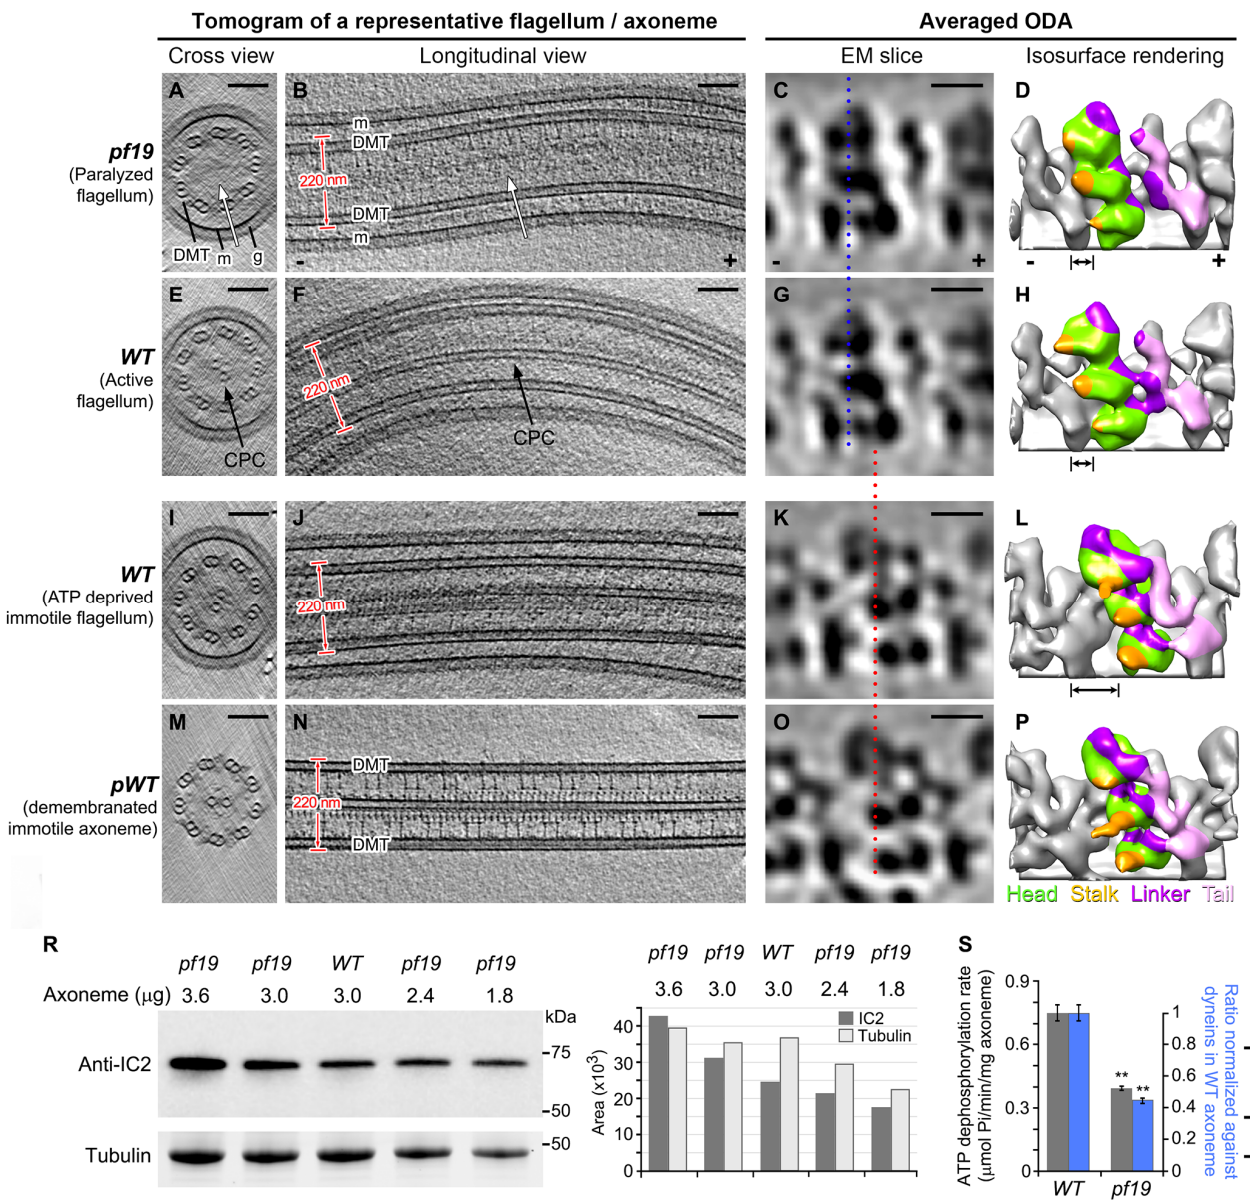 Tomogram of a representative flagellum / axoneme
Averaged ODA
Cross view
Longitudinal view
EM slice
Isosurface rendering
pf19
(Paralyzed
flagellum)
A
DMT m g
B
m
DMT
220 nm
DMT
m
- +
C
- +
D
- +
WT
(Active
flagellum)
E
CPC
F
220 nm
CPC
G
H
WT
(ATP deprived
immotile flagellum)
I
J
220 nm
K
L
pWT
(demembranated
immotile axoneme)
M
N
DMT
220 nm
DMT
O
P
Head Stalk Linker Tail
R
pf19 pf19 WT pf19 pf19
Axoneme (µg) 3.6 3.0 3.0 2.4 1.8
kDa
Anti-IC2
-75
-50
Tubulin
-50
pf19 pf19 WT pf19 pf19
3.6 3.0 3.0 2.4 1.8
Area (x10³)
40
30
20
10
0
IC2
Tubulin
S
ATP dephosphorylation rate
(µmol Pi/min/mg axoneme)
0.9
0.6
0.3
0
** **
1
0.8
0.6
0.4
0.2
0
Ratio normalized against
dyneins in WT axoneme
WT pf19